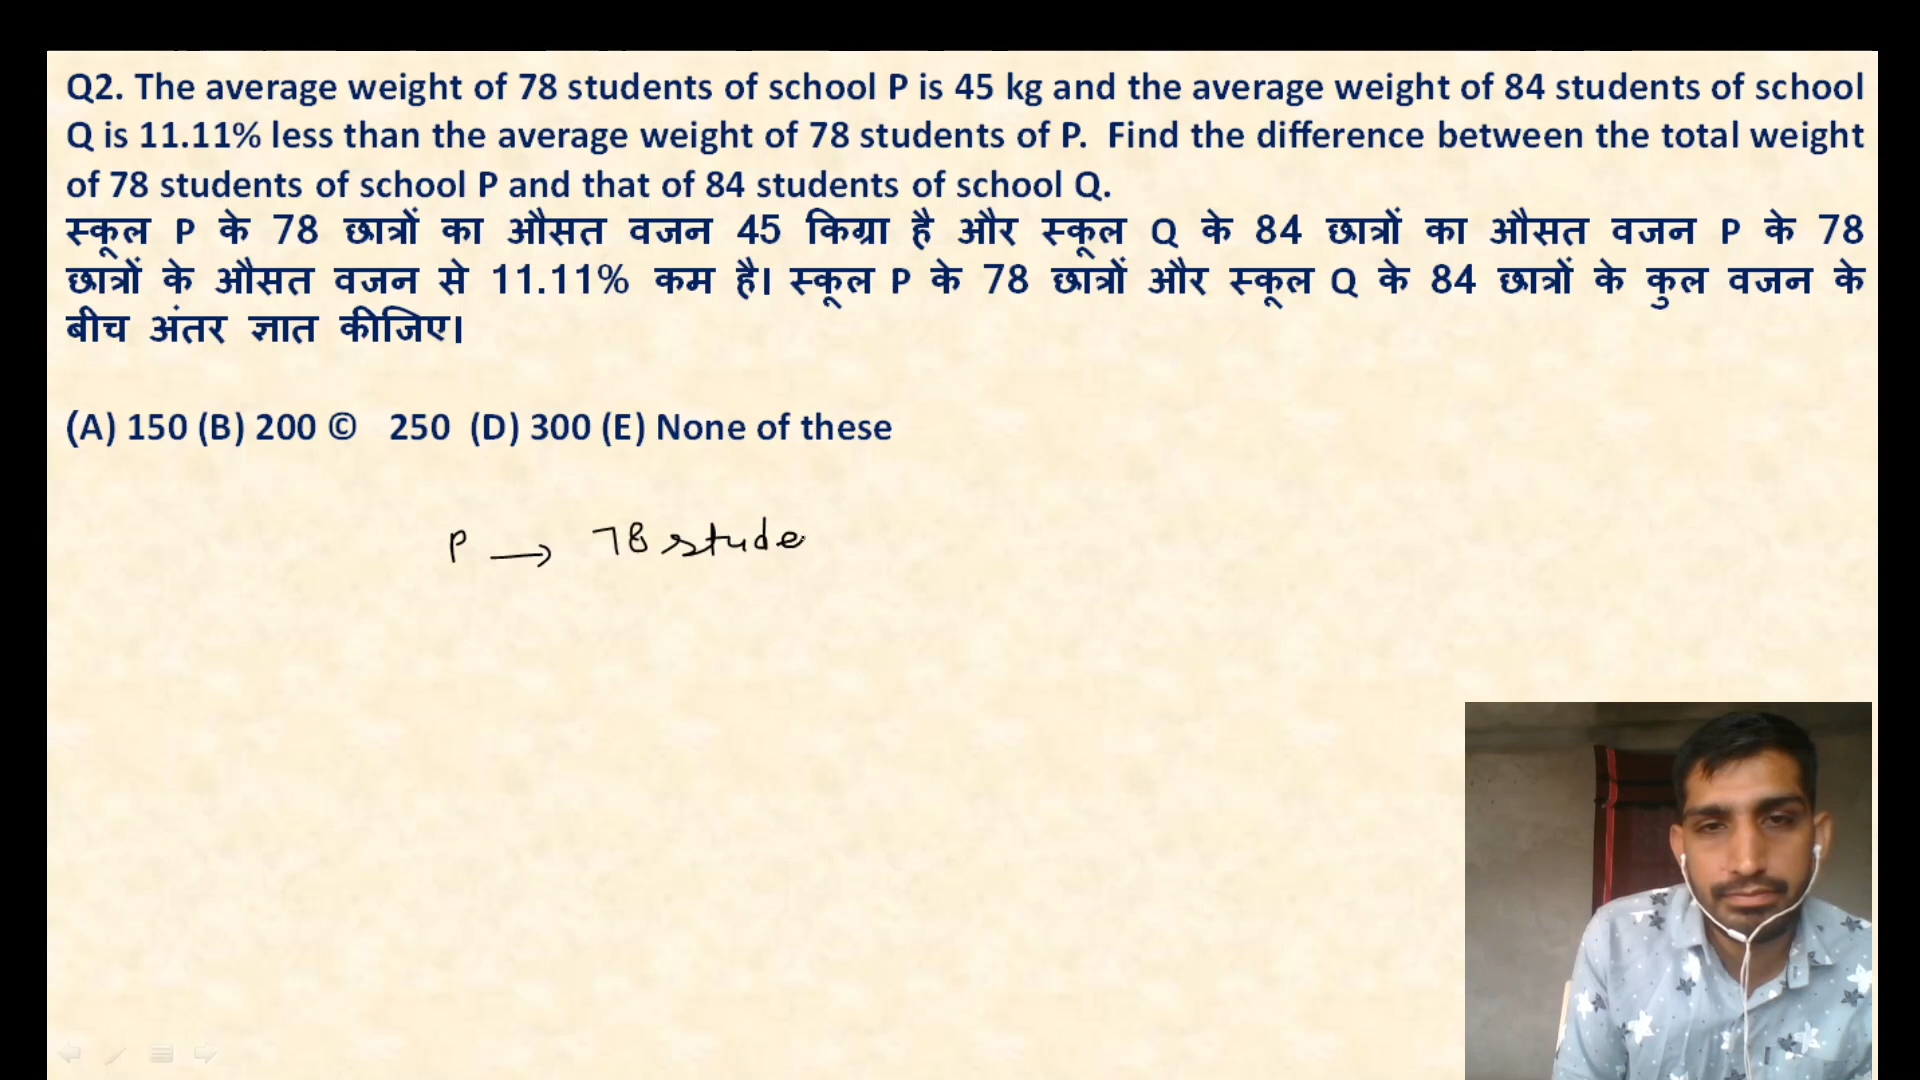 Q2. The average weight of 78 students of school P is 45 kg and the average weight of 84 students of school
Q is 11.11% less than the average weight of 78 students of P.  Find the difference between the total weight
of 78 students of school P and that of 84 students of school Q.
स्कूल P के 78 छात्रों का औसत वजन 45 किग्रा है और स्कूल Q के 84 छात्रों का औसत वजन P के 78
छात्रों के औसत वजन से 11.11% कम है। स्कूल P के 78 छात्रों और स्कूल Q के 84 छात्रों के कुल वजन के
बीच अंतर ज्ञात कीजिए।
(A) 150 (B) 200 ©   250  (D) 300 (E) None of these
P → 78 stude